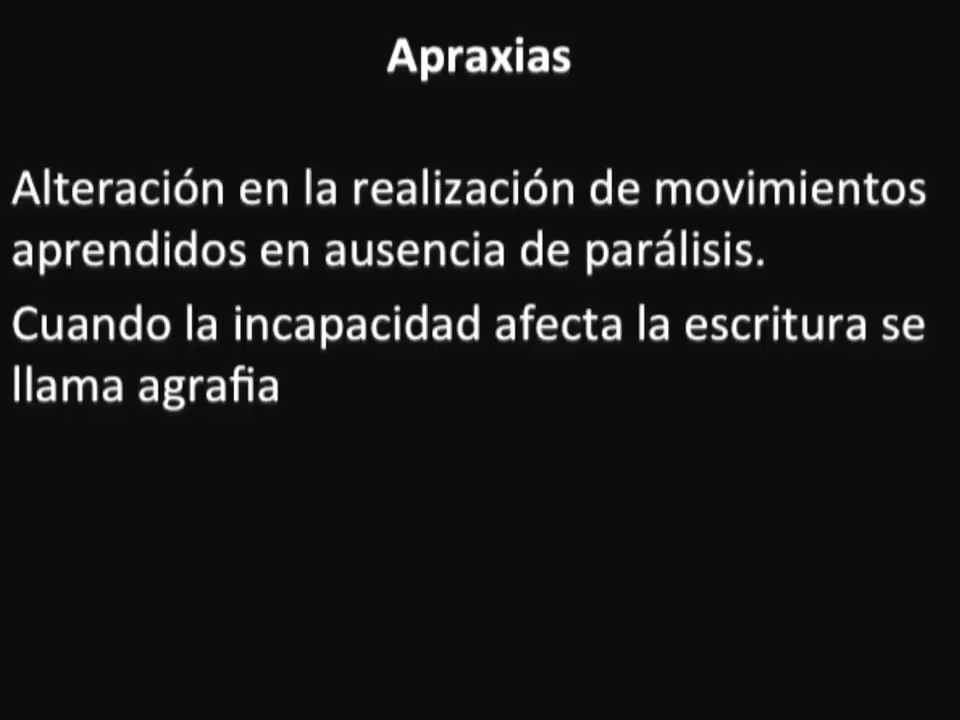 Apraxias
Alteración en la realización de movimientos
aprendidos en ausencia de parálisis.
Cuando la incapacidad afecta la escritura se
llama agrafia